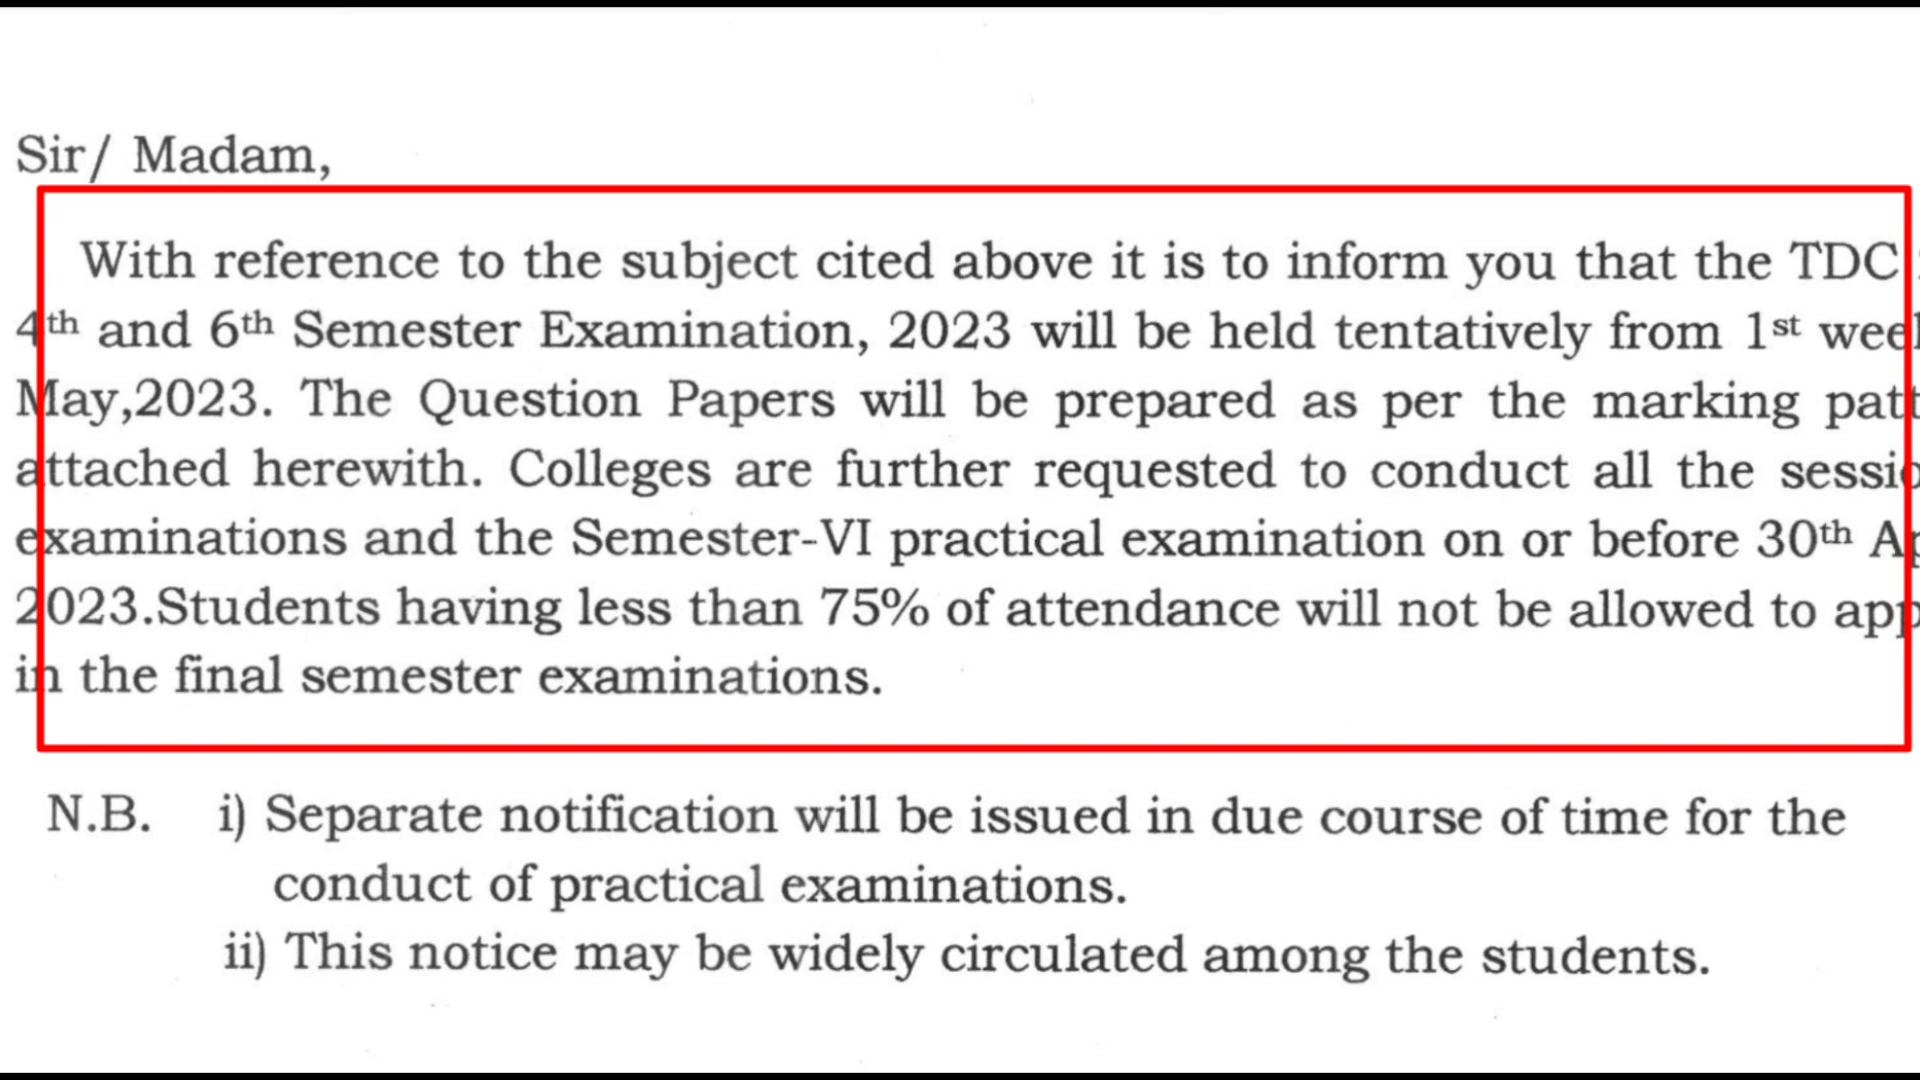 Sir/ Madam,
With reference to the subject cited above it is to inform you that the TDC
4th and 6th Semester Examination, 2023 will be held tentatively from 1st
May,2023. The Question Papers will be prepared as per the marking
attached herewith. Colleges are further requested to conduct all the
examinations and the Semester-VI practical examination on or before 30th
2023.Students having less than 75% of attendance will not be allowed to
in the final semester examinations.
N.B. i) Separate notification will be issued in due course of time for the
conduct of practical examinations.
ii) This notice may be widely circulated among the students.